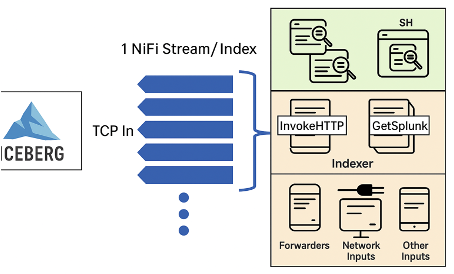 1 NiFi Stream/Index
SH
TCP In
InvokeHTTP
GetSplunk
Indexer
ICEBERG
Forwarders
Network
Inputs
Other
Inputs